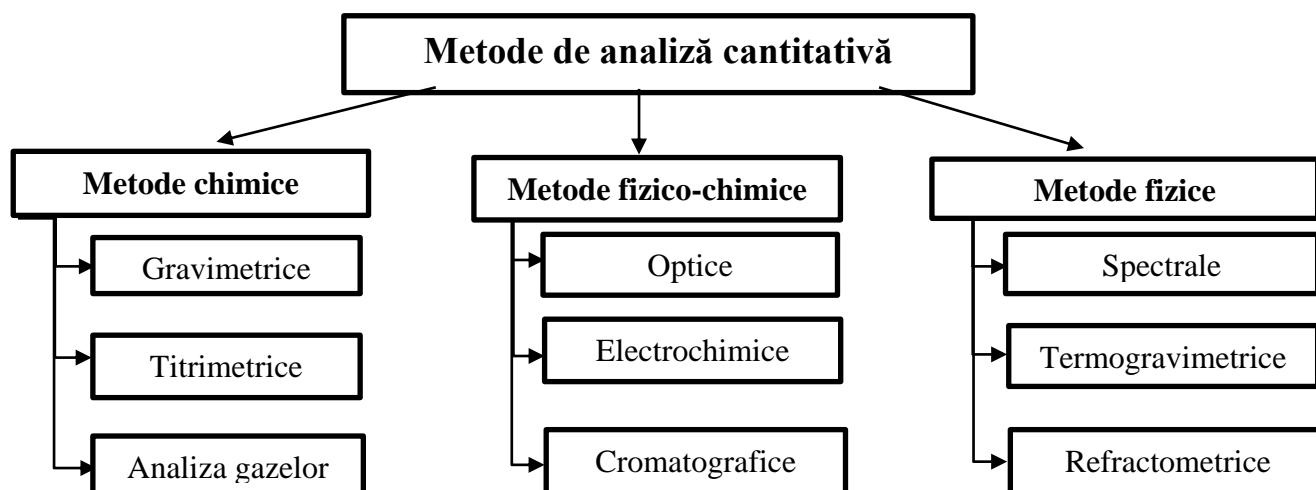 Metode de analiză cantitativă
Metode chimice
Gravimetrice
Titrimetrice
Analiza gazelor
Metode fizico-chimice
Optice
Electrochimice
Cromatografice
Metode fizice
Spectrale
Termogravimetrice
Refractometrice